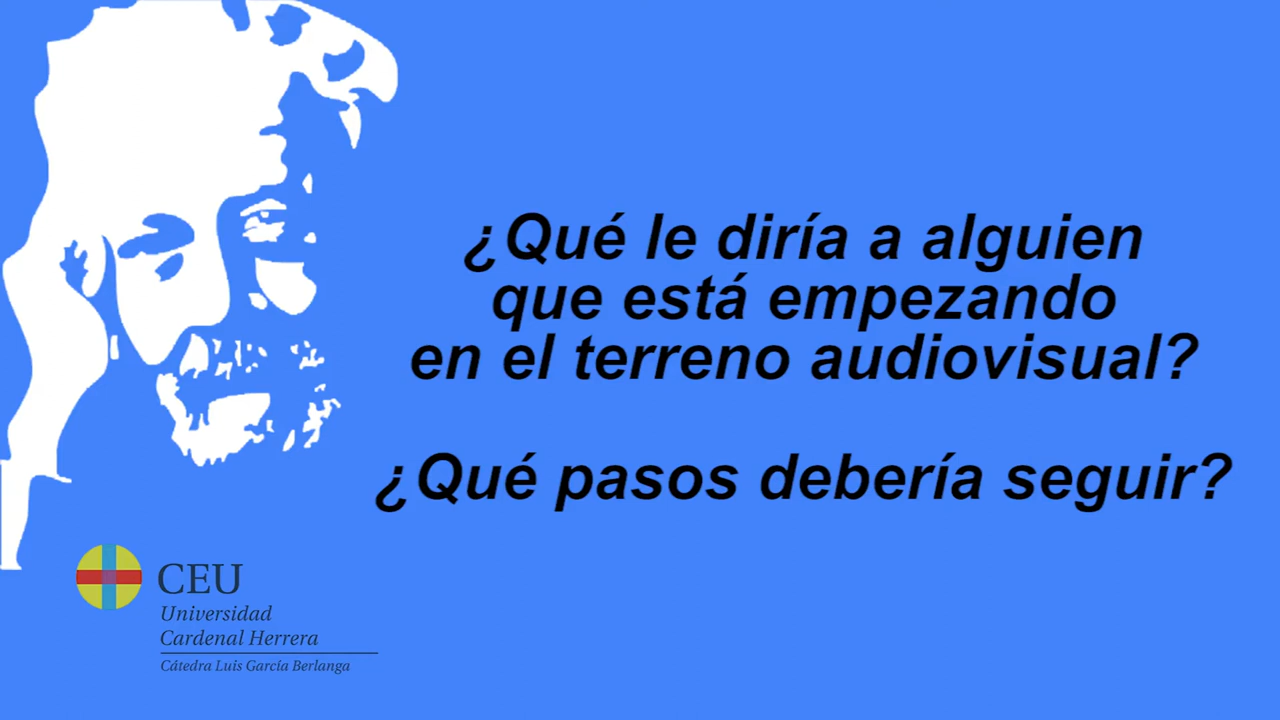 ¿Qué le diría a alguien
que está empezando
en el terreno audiovisual?
¿Qué pasos debería seguir?
CEU
Universidad
Cardenal Herrera
Cátedra Luis García Berlanga